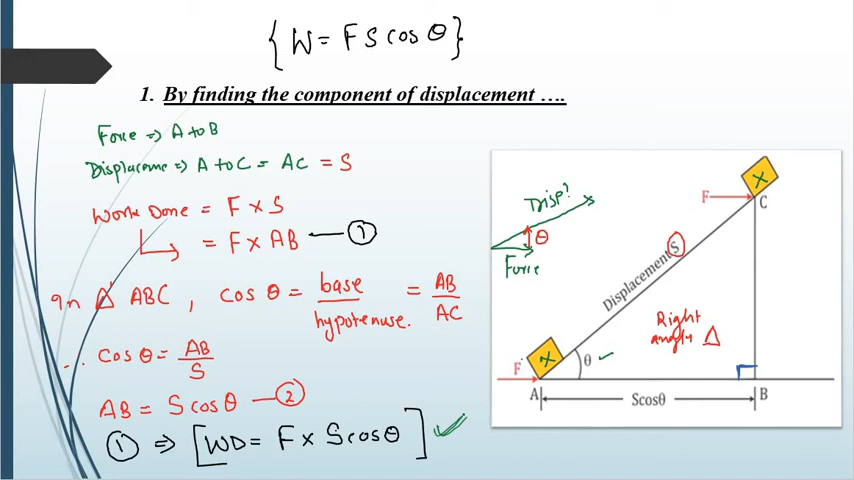 { W = F S cos θ }
1. By finding the component of displacement ....
Force => A to B
Displaceme => A to C = AC = S
Work Done = F × S
= F × AB — ①
In Δ ABC, cos θ = base / hypotenuse. = AB / AC
∴ Cos θ = AB / S
AB = S cos θ — ②
① => [WD = F × S cos θ]
Disp?
θ
Force
F
X
C
Displacement S
Right
angle Δ
X
F
θ
A
B
Scosθ